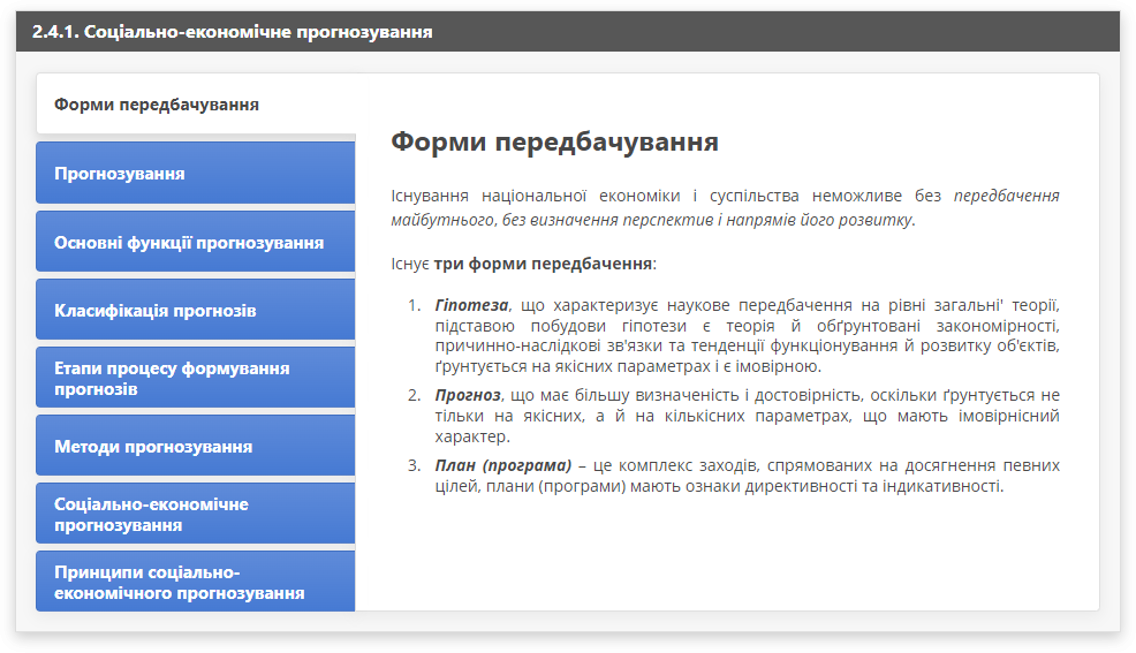 2.4.1. Соціально-економічне прогнозування
Форми передбачування
Прогнозування
Основні функції прогнозування
Класифікація прогнозів
Етапи процесу формування
прогнозів
Методи прогнозування
Соціально-економічне
прогнозування
Принципи соціально-
економічного прогнозування
Форми передбачування
Існування національної економіки і суспільства неможливе без передбачення
майбутнього, без визначення перспектив і напрямів його розвитку.
Існує три форми передбачення:
1. Гіпотеза, що характеризує наукове передбачення на рівні загальні' теорії,
підставою побудови гіпотези є теорія й обґрунтовані закономірності,
причинно-наслідкові зв'язки та тенденції функціонування й розвитку об'єктів,
ґрунтується на якісних параметрах і є імовірною.
2. Прогноз, що має більшу визначеність і достовірність, оскільки ґрунтується не
тільки на якісних, а й на кількісних параметрах, що мають імовірнісний
характер.
3. План (програма) – це комплекс заходів, спрямованих на досягнення певних
цілей, плани (програми) мають ознаки директивності та індикативності.